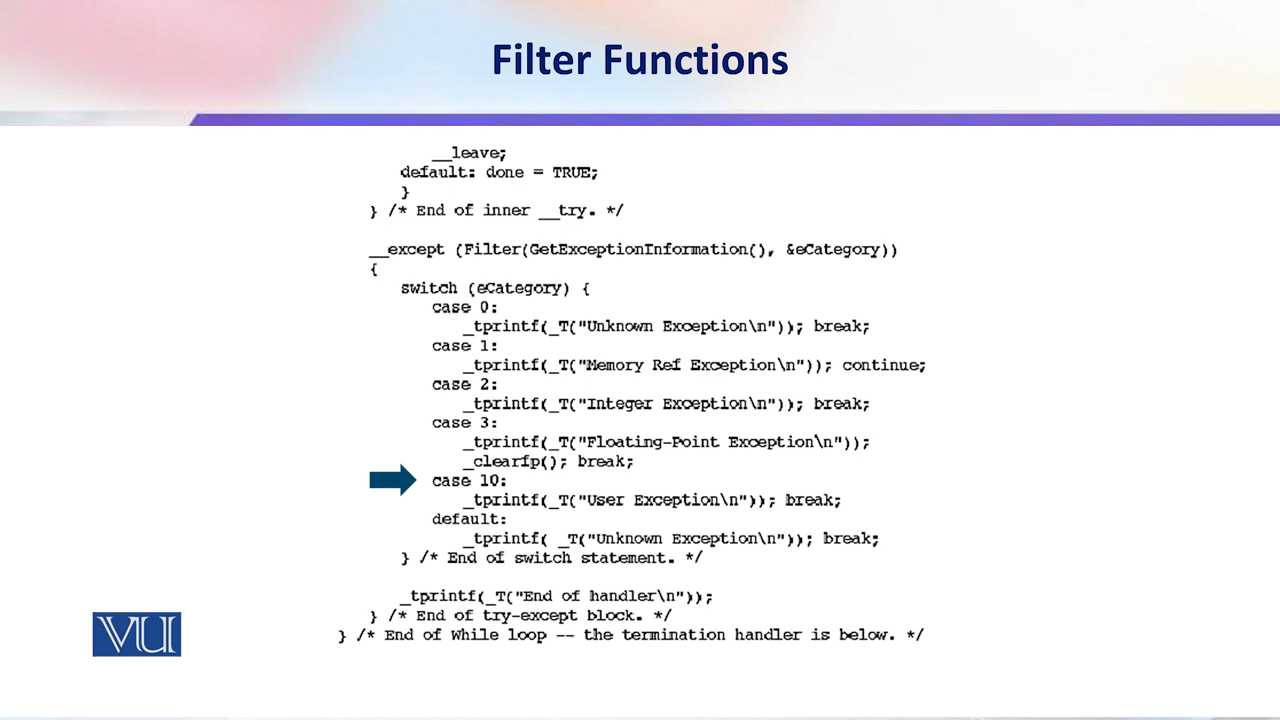 Filter Functions
__leave;
default: done = TRUE;
}
} /* End of inner __try. */
__except (Filter(GetExceptionInformation(), &eCategory))
{
switch (eCategory) {
case 0:
_tprintf(_T("Unknown Exception\n")); break;
case 1:
_tprintf(_T("Memory Ref Exception\n")); continue;
case 2:
_tprintf(_T("Integer Exception\n")); break;
case 3:
_tprintf(_T("Floating-Point Exception\n"));
_clearfp(); break;
case 10:
_tprintf(_T("User Exception\n")); break;
default:
_tprintf( _T("Unknown Exception\n")); break;
} /* End of switch statement. */
_tprintf(_T("End of handler\n"));
} /* End of try-except block. */
} /* End of While loop -- the termination handler is below. */
VU